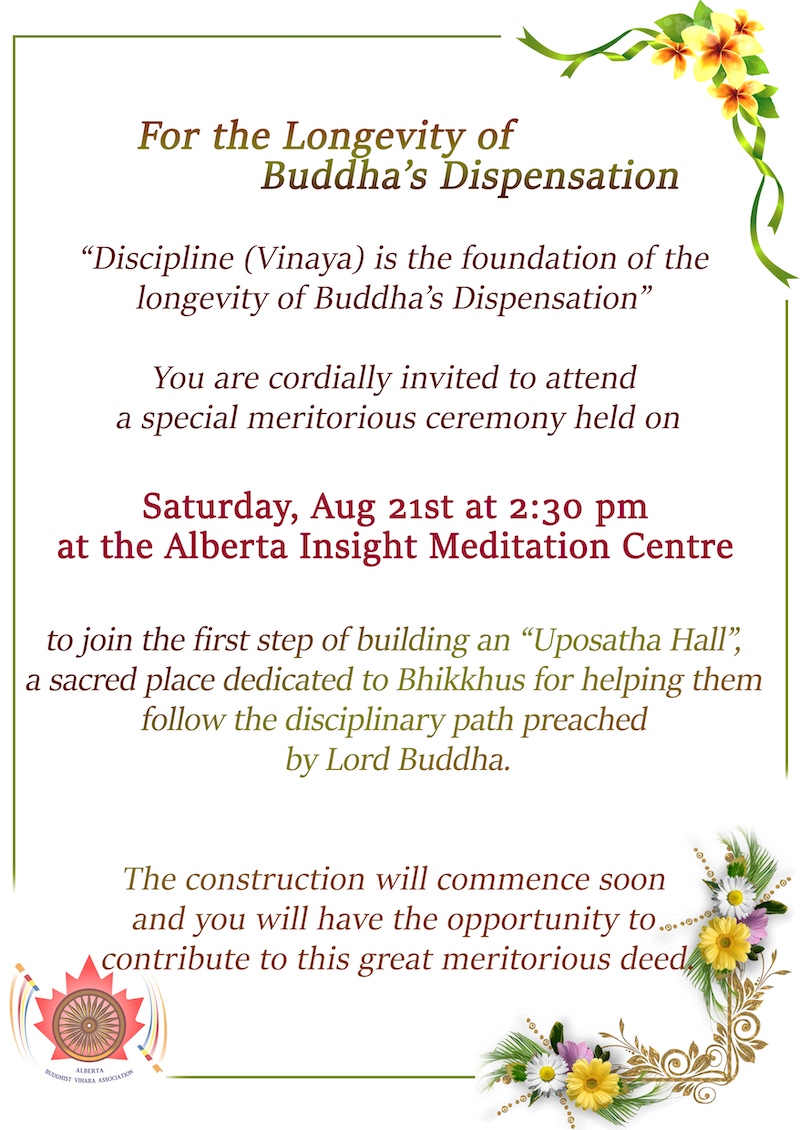 For the Longevity of
Buddha’s Dispensation
“Discipline (Vinaya) is the foundation of the
longevity of Buddha’s Dispensation”
You are cordially invited to attend
a special meritorious ceremony held on
Saturday, Aug 21st at 2:30 pm
at the Alberta Insight Meditation Centre
to join the first step of building an “Uposatha Hall”,
a sacred place dedicated to Bhikkhus for helping them
follow the disciplinary path preached
by Lord Buddha.
The construction will commence soon
and you will have the opportunity to
contribute to this great meritorious deed.
ALBERTA
BUDDHIST VIHARA ASSOCIATION